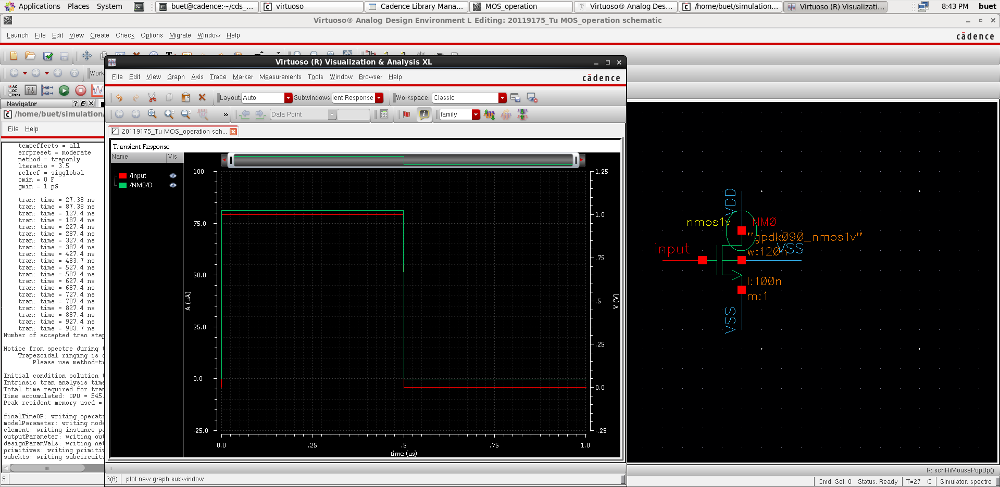 Applications Places System buet@cadence:~/cds_... virtuoso Cadence Library Mana... MOS_operation Virtuoso® Analog Des... /home/buet/simulation... Virtuoso (R) Visualizati... 8:43 PM buet
Virtuoso® Analog Design Environment L Editing: 20119175_Tu MOS_operation schematic
Launch File Edit View Create Check Options Migrate Window Help
cādence
Virtuoso (R) Visualization & Analysis XL
Work
File Edit View Graph Axis Trace Marker Measurements Tools Window Browser Help
cādence
AC
DC
Trans
Layout: Auto Subwindows: ient Response Workspace: Classic
Navigator
/home/buet/simulation/
» Data Point family
File Help
20119175_Tu MOS_operation sch...
Transient Response
Name Vis
/input
/NM0/D
tempeffects = all
errpreset = moderate
method = traponly
lteratio = 3.5
relref = sigglobal
cmin = 0 F
gmin = 1 pS
tran: time = 27.38 ns
tran: time = 87.38 ns
tran: time = 127.4 ns
tran: time = 187.4 ns
tran: time = 227.4 ns
tran: time = 287.4 ns
tran: time = 327.4 ns
tran: time = 387.4 ns
tran: time = 427.4 ns
tran: time = 483.7 ns
tran: time = 527.4 ns
tran: time = 587.4 ns
tran: time = 627.4 ns
tran: time = 687.4 ns
tran: time = 727.4 ns
tran: time = 787.4 ns
tran: time = 827.4 ns
tran: time = 887.4 ns
tran: time = 927.4 ns
tran: time = 983.7 ns
Number of accepted tran step
Notice from spectre during t
Trapezoidal ringing is
Please use method=tr
Initial condition solution t
Intrinsic tran analysis time
Total time required for tran
Time accumulated: CPU = 545.
Peak resident memory used =
finalTimeOP: writing operati
modelParameter: writing mode
element: writing instance pa
outputParameter: writing out
designParamVals: writing net
primitives: writing primitiv
subckts: writing subcircuits
5
100
75.0
50.0
25.0
0.0
-25.0
A (uA)
1.25
1.0
.75
.5
.25
0.0
-.25
V (V)
0.0 .25 .5 .75 1.0
time (us)
3(6) plot new graph subwindow
VDD
nmos1v NM0
"gpdk090_nmos1v"
input w:120n VSS
l:100n
m:1
VSS
R: schHiMousePopUp()
Cmd: Sel: 0 Status: Ready T=27 C Simulator: spectre